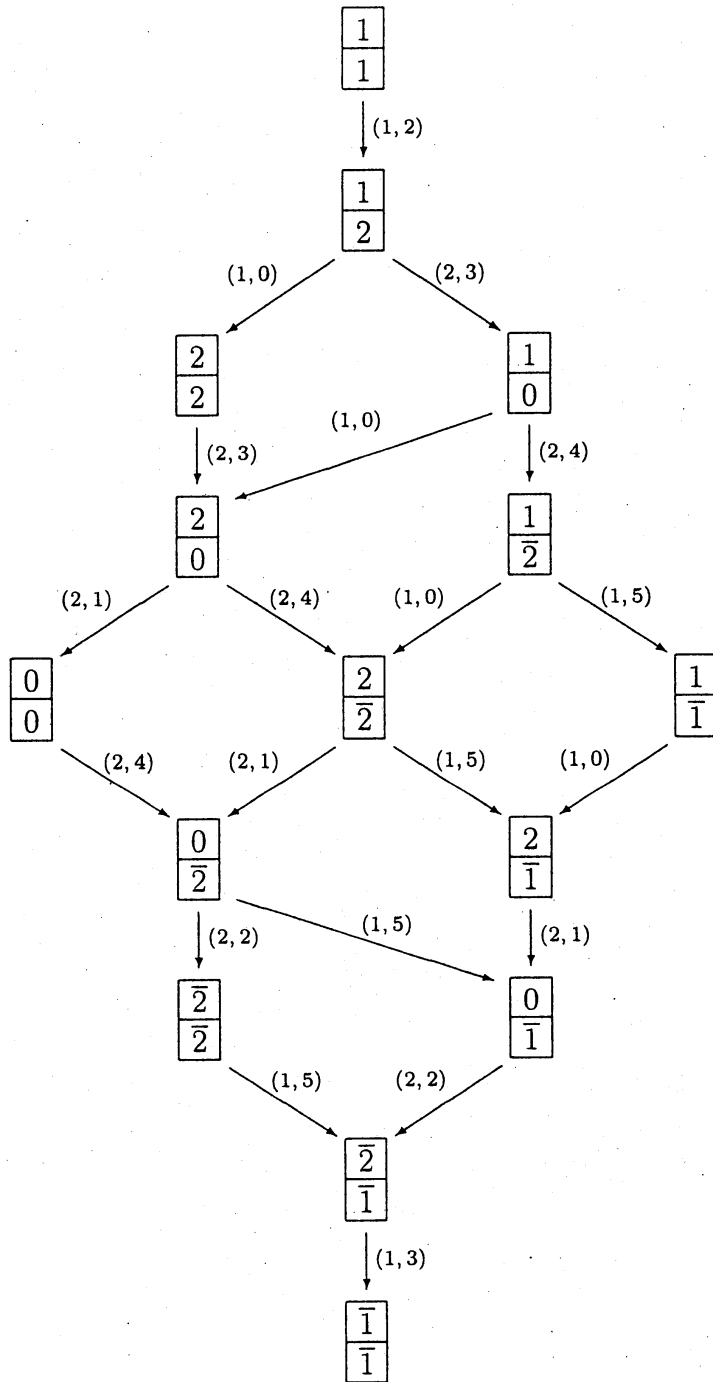 1
1
(1, 2)
1
2
(1, 0) (2, 3)
2 1
2 0
(1, 0)
(2, 3) (2, 4)
2 1
0 2̅
(2, 1) (2, 4) (1, 0) (1, 5)
0 2 1
0 2̅ 1̅
(2, 4) (2, 1) (1, 5) (1, 0)
0 2
2̅ 1̅
(2, 2) (1, 5) (2, 1)
2̅ 0
2̅ 1̅
(1, 5) (2, 2)
2̅
1̅
(1, 3)
1̅
1̅